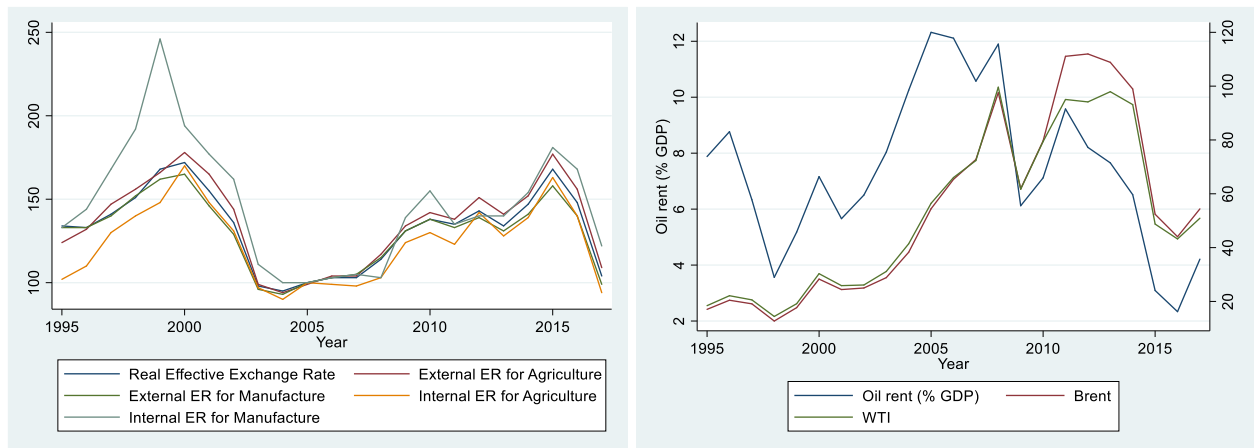 250
200
150
100
1995 2000 2005 2010 2015
Year
Real Effective Exchange Rate External ER for Agriculture
External ER for Manufacture Internal ER for Agriculture
Internal ER for Manufacture
Oil rent (% GDP)
12
10
8
6
4
2
120
100
80
60
40
20
1995 2000 2005 2010 2015
Year
Oil rent (% GDP) Brent
WTI